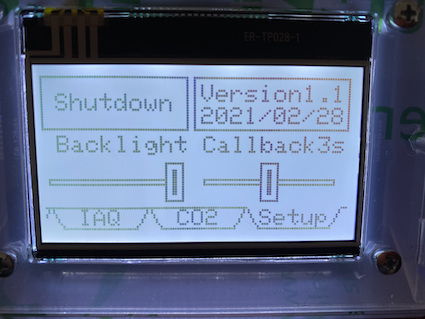 ER-TP028-1
Shutdown
Version1.1
2021/02/28
Backlight Callback3s
IAQ CO2 Setup